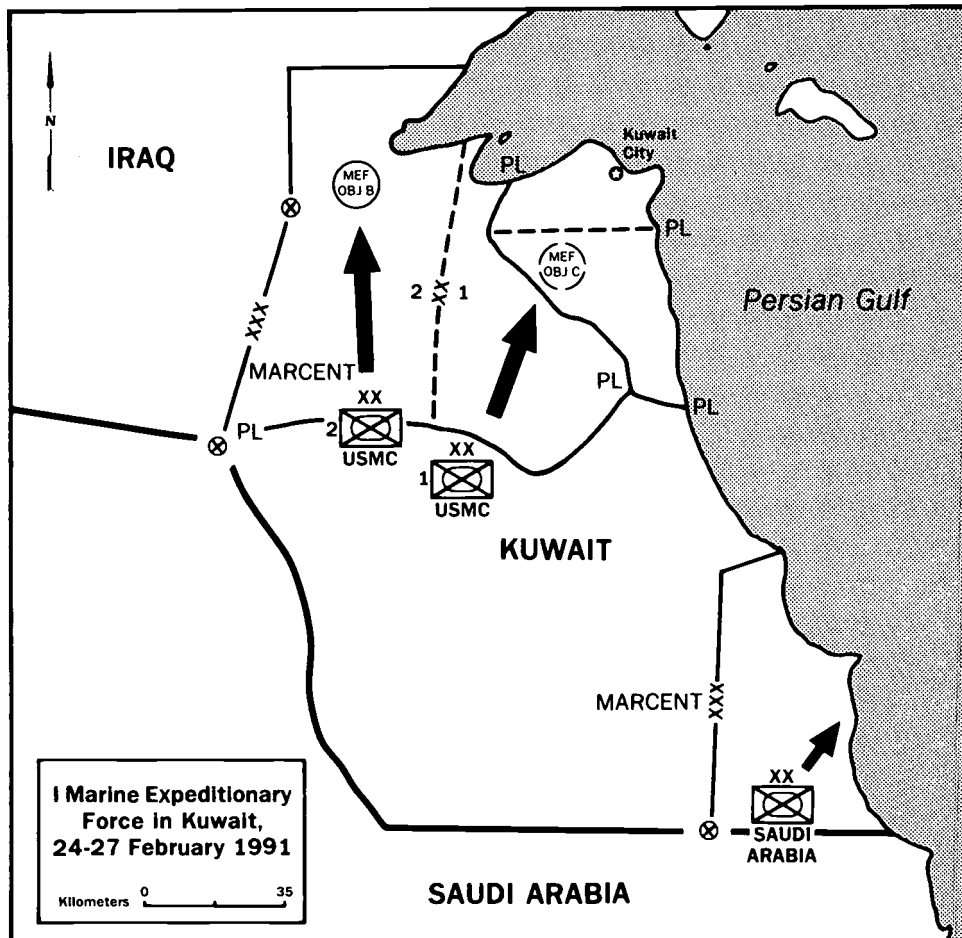 N
IRAQ
Kuwait
City
PL
MEF
OBJ B
PL
2 XX 1
MEF
OBJ C
Persian Gulf
XXX
MARCENT
PL
PL
PL
XX
2
USMC
XX
1
USMC
KUWAIT
MARCENT
XXX
XX
SAUDI
ARABIA
I Marine Expeditionary
Force in Kuwait,
24-27 February 1991
Kilometers 0 35
SAUDI ARABIA